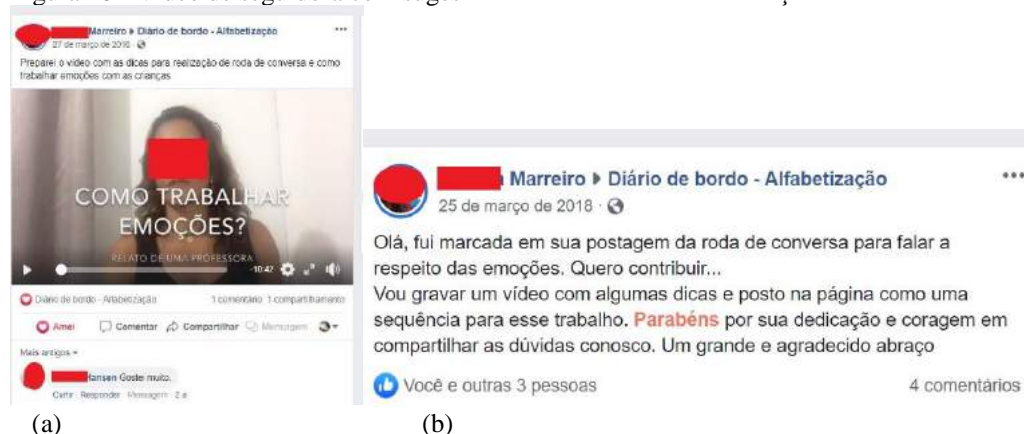 Marreiro ▸ Diário de bordo - Alfabetização
27 de março de 2018
Preparei o vídeo com as dicas para realização de roda de conversa e como
trabalhar emoções com as crianças
COMO TRABALHAR
EMOÇÕES?
RELATO DE UMA PROFESSORA
-10:42
Diário de bordo - Alfabetização 1 comentário 1 compartilhamento
Amei Comentar Compartilhar Mensagem
Mais antigos
Hansen Gostei muito.
Curtir Responder Mensagem 2 a
Marreiro ▸ Diário de bordo - Alfabetização
25 de março de 2018
Olá, fui marcada em sua postagem da roda de conversa para falar a
respeito das emoções. Quero contribuir...
Vou gravar um vídeo com algumas dicas e posto na página como uma
sequência para esse trabalho. Parabéns por sua dedicação e coragem em
compartilhar as dúvidas conosco. Um grande e agradecido abraço
Você e outras 3 pessoas 4 comentários
(a) (b)